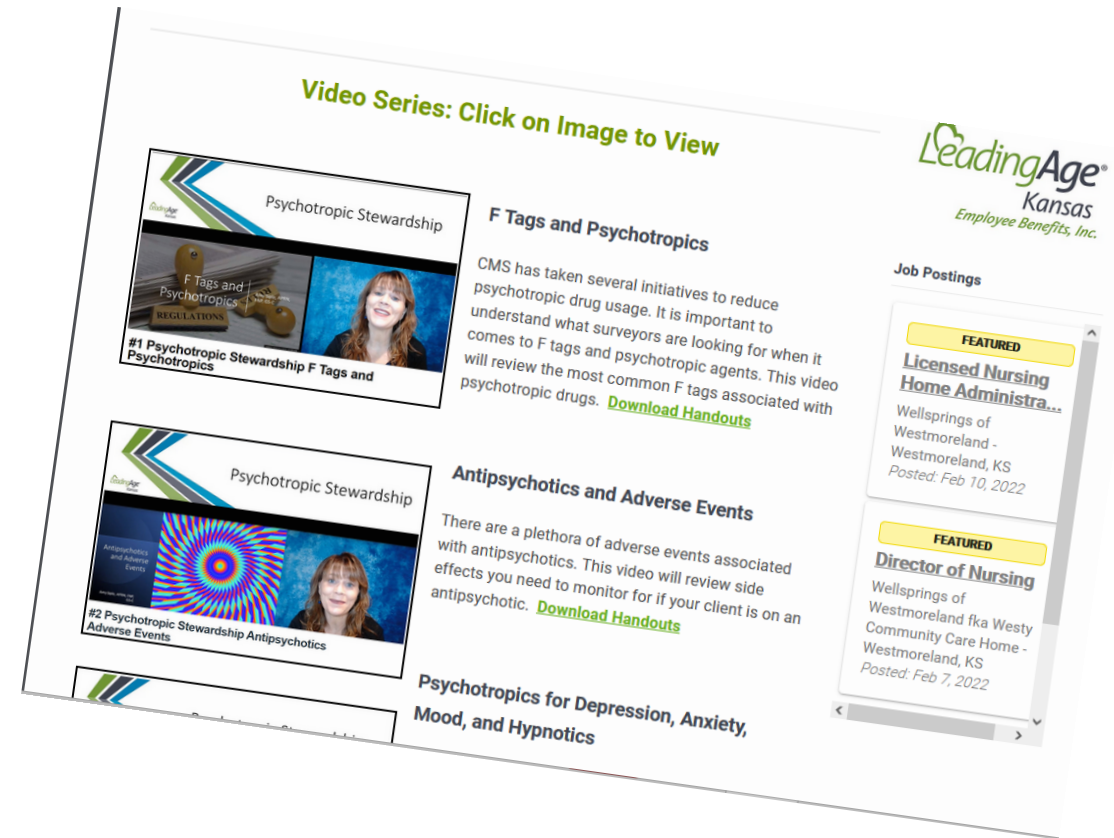 Video Series: Click on Image to View
Psychotropic Stewardship
LeadingAge
Kansas
F Tags and
Psychotropics
REGULATIONS
#1 Psychotropic Stewardship F Tags and
Psychotropics
F Tags and Psychotropics
CMS has taken several initiatives to reduce
psychotropic drug usage. It is important to
understand what surveyors are looking for when it
comes to F tags and psychotropic agents. This video
will review the most common F tags associated with
psychotropic drugs. Download Handouts
Psychotropic Stewardship
LeadingAge
Kansas
Antipsychotics
and Adverse
Events
#2 Psychotropic Stewardship Antipsychotics
Adverse Events
Antipsychotics and Adverse Events
There are a plethora of adverse events associated
with antipsychotics. This video will review side
effects you need to monitor for if your client is on an
antipsychotic. Download Handouts
Psychotropics for Depression, Anxiety,
Mood, and Hypnotics
LeadingAge®
Kansas
Employee Benefits, Inc.
Job Postings
FEATURED
Licensed Nursing
Home Administra...
Wellsprings of
Westmoreland -
Westmoreland, KS
Posted: Feb 10, 2022
FEATURED
Director of Nursing
Wellsprings of
Westmoreland fka Westy
Community Care Home -
Westmoreland, KS
Posted: Feb 7, 2022